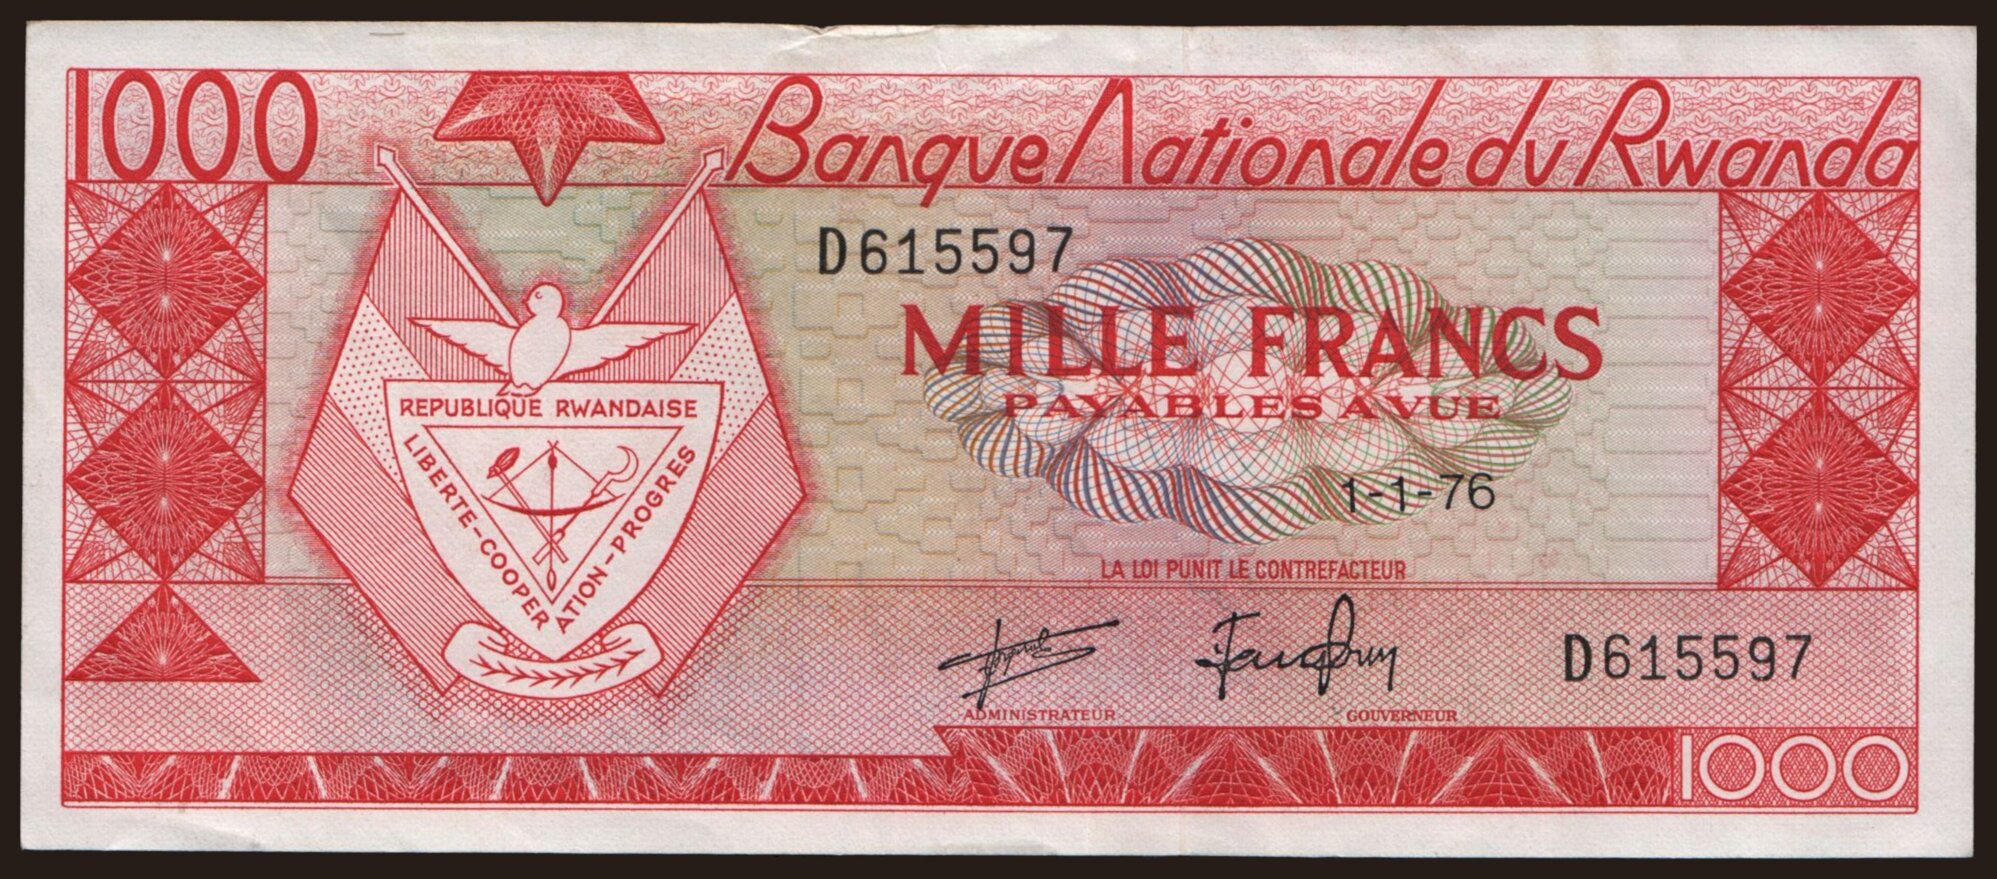 1000
Banque Nationale du Rwanda
D615597
MILLE FRANCS
PAYABLES A VUE
REPUBLIQUE RWANDAISE
LIBERTE-COOPERATION-PROGRES
1-1-76
LA LOI PUNIT LE CONTREFACTEUR
D615597
ADMINISTRATEUR
GOUVERNEUR
1000